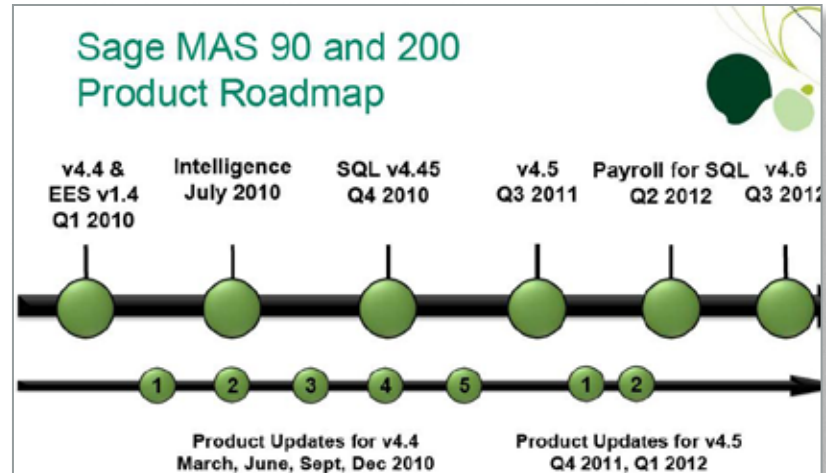 Sage MAS 90 and 200
Product Roadmap
v4.4 &
EES v1.4
Q1 2010
Intelligence
July 2010
SQL v4.45
Q4 2010
v4.5
Q3 2011
Payroll for SQL
Q2 2012
v4.6
Q3 2012
1
2
3
4
5
1
2
Product Updates for v4.4
March, June, Sept, Dec 2010
Product Updates for v4.5
Q4 2011, Q1 2012